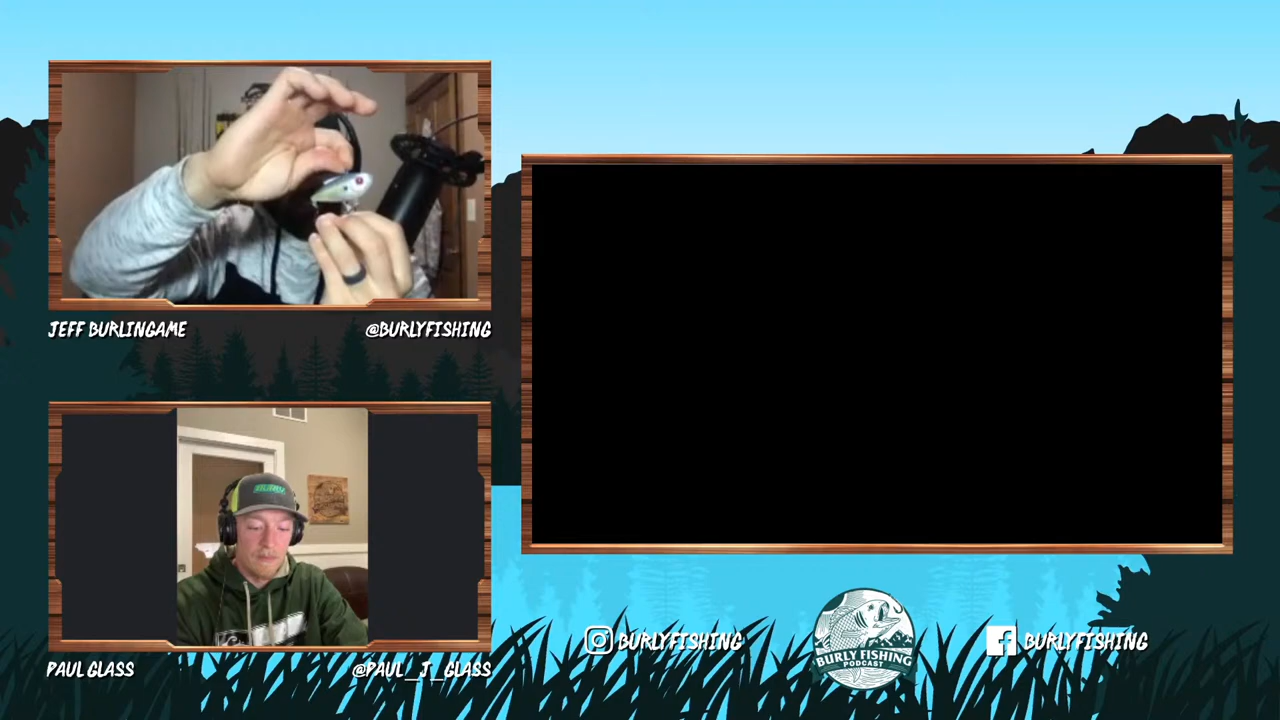 JEFF BURLINGAME
@BURLYFISHING
PAUL GLASS
@PAUL_J_GLASS
BURLYFISHING
BURLY FISHING
PODCAST
BURLYFISHING